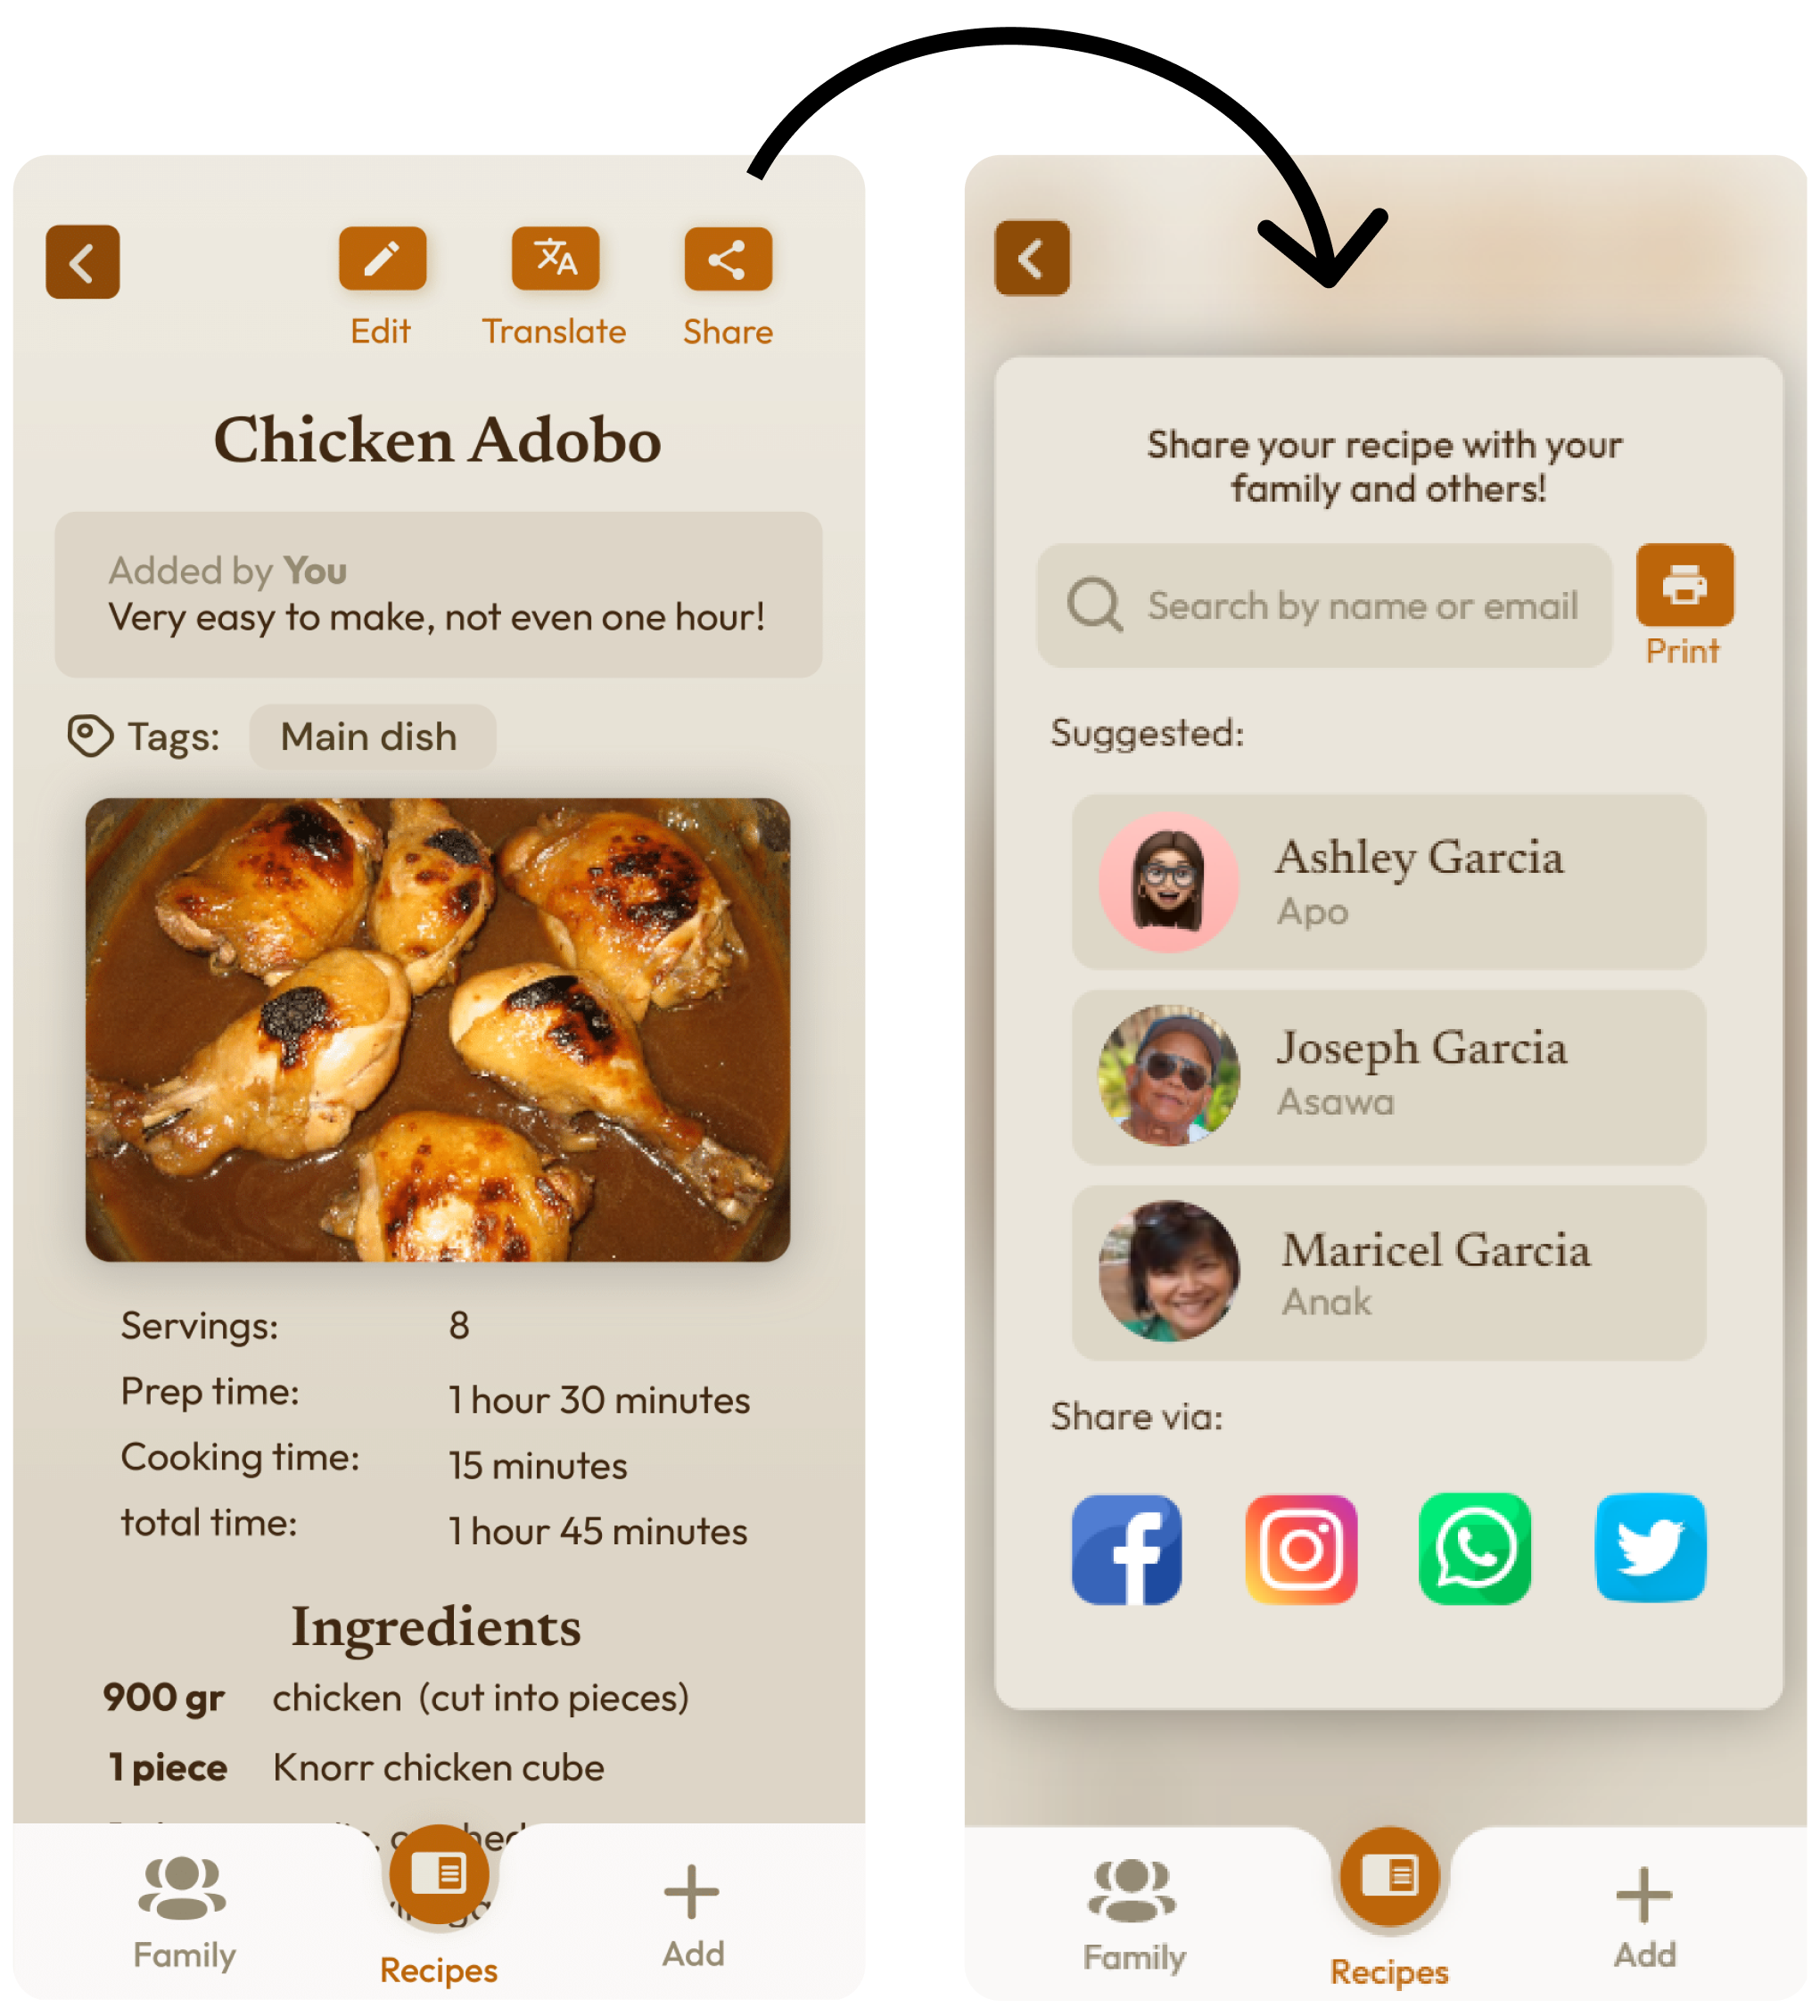 Edit
Translate
Share
Chicken Adobo
Added by You
Very easy to make, not even one hour!
Tags:
Main dish
Servings: 8
Prep time: 1 hour 30 minutes
Cooking time: 15 minutes
total time: 1 hour 45 minutes
Ingredients
900 gr chicken (cut into pieces)
1 piece Knorr chicken cube
Family
Recipes
Add
Share your recipe with your
family and others!
Search by name or email
Print
Suggested:
Ashley Garcia
Apo
Joseph Garcia
Asawa
Maricel Garcia
Anak
Share via:
Family
Recipes
Add